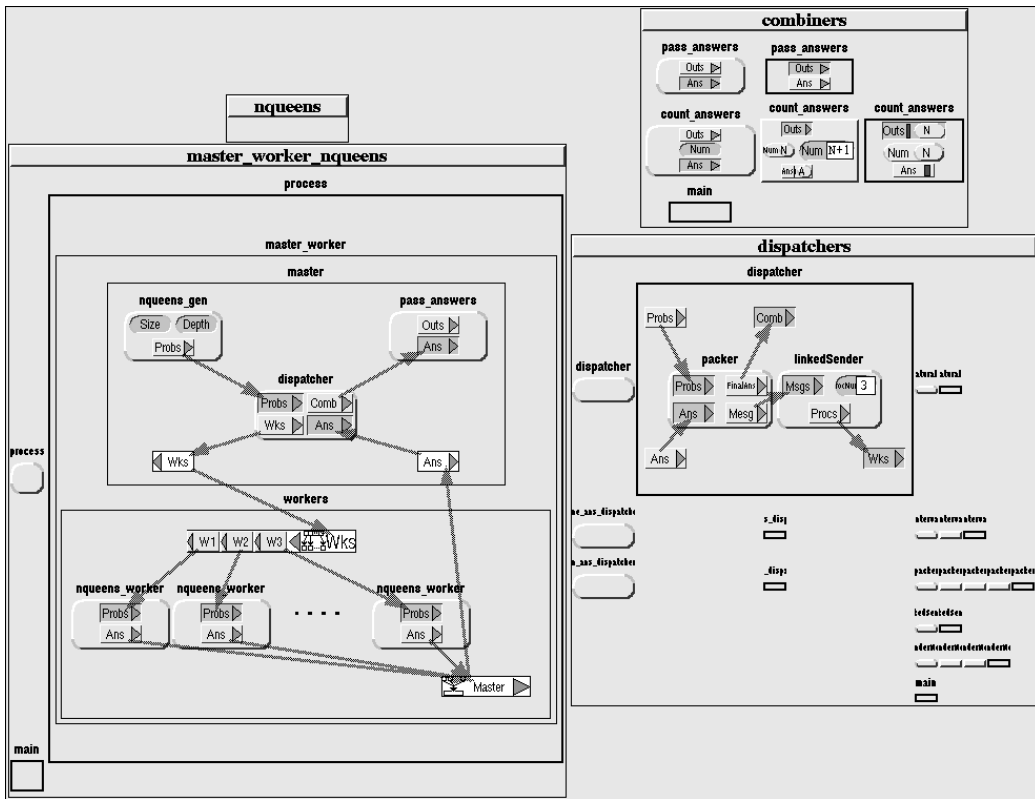 combiners
pass_answers pass_answers
Outs Outs
Ans Ans
count_answers count_answers count_answers
Outs Outs Outs N
Num Num N Num N+1 Num N
Ans A Ans
main
nqueens
master_worker_nqueens
process
master_worker
master
nqueens_gen pass_answers
Size Depth Outs
Probs Ans
dispatcher
Probs Comb
Wks Ans
Wks Ans
process
workers
W1 W2 W3 Wks
nqueens_worker nqueens_worker nqueens_worker
Probs Probs Probs
Ans Ans Ans
Master
main
dispatchers
dispatcher
Probs Comb
dispatcher packer linkedSender
Probs FinalAns Msgs 3
Ans Mesg Procs
Ans Wks
main